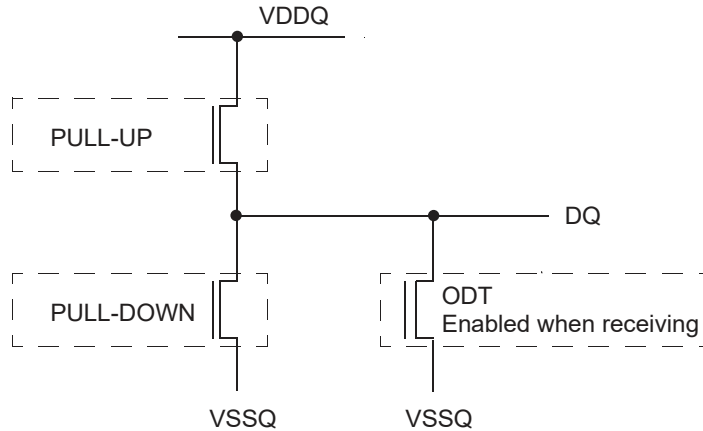 VDDQ
PULL-UP
DQ
PULL-DOWN
ODT
Enabled when receiving
VSSQ
VSSQ